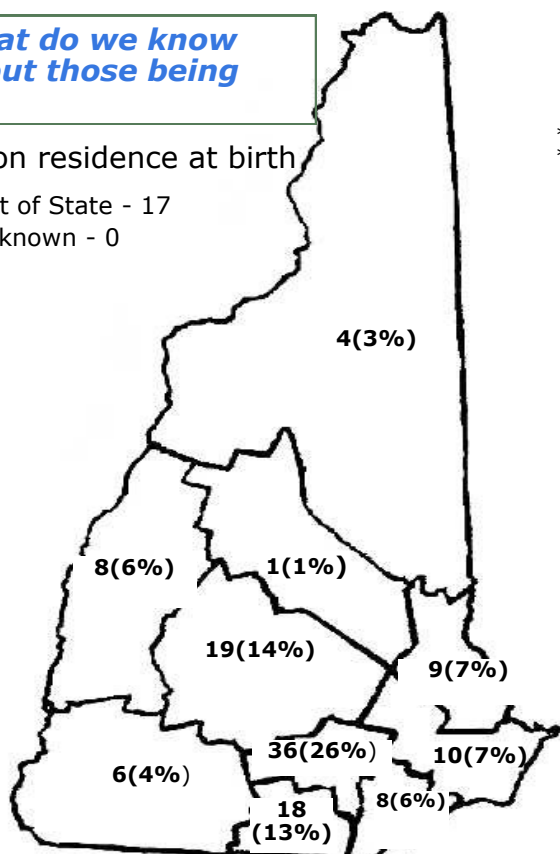 at do we know
out those being
on residence at birth
t of State - 17
known - 0
4(3%)
8(6%)
1(1%)
19(14%)
9(7%)
36(26%)
10(7%)
6(4%)
8(6%)
18
(13%)